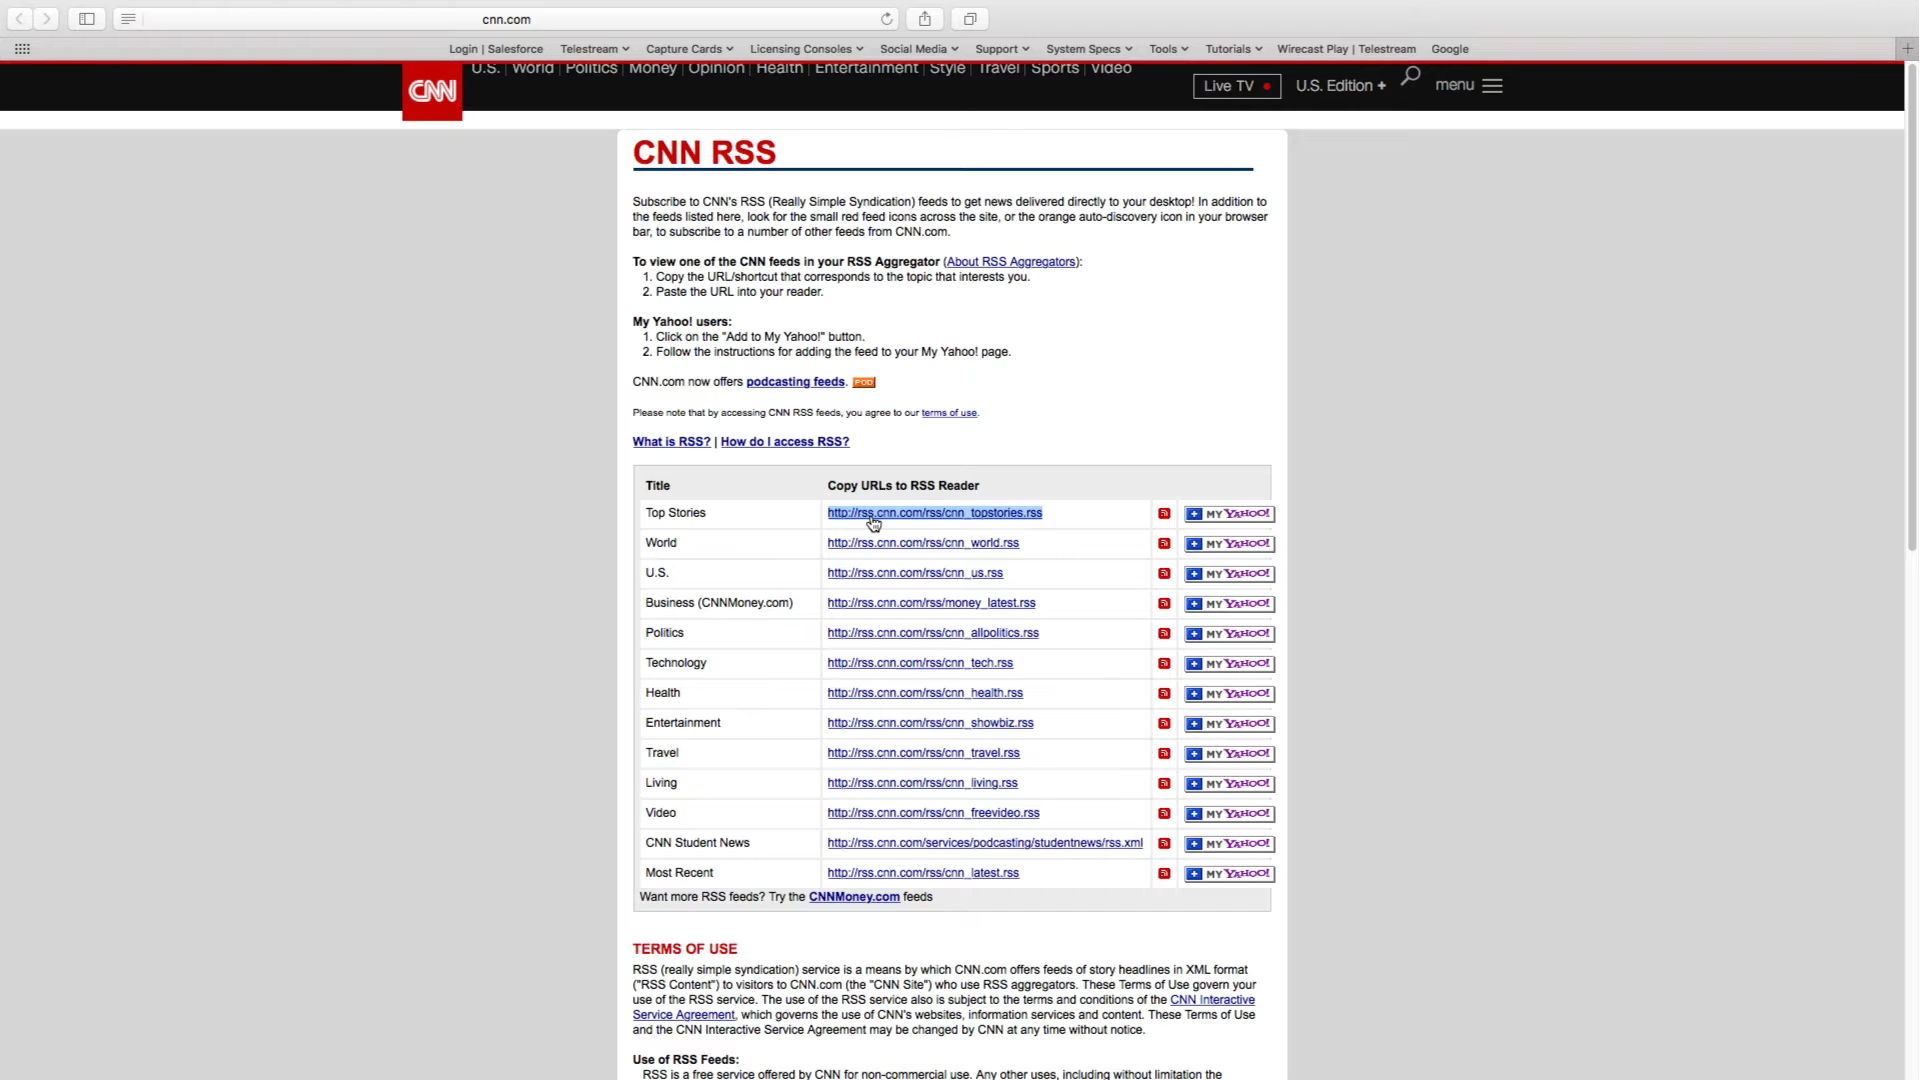 cnn.com
Login | Salesforce Telestream Capture Cards Licensing Consoles Social Media Support System Specs Tools Tutorials Wirecast Play | Telestream Google
U.S. World Politics Money Opinion Health Entertainment Style Travel Sports Video
CNN
Live TV U.S. Edition + menu
CNN RSS
Subscribe to CNN's RSS (Really Simple Syndication) feeds to get news delivered directly to your desktop! In addition to
the feeds listed here, look for the small red feed icons across the site, or the orange auto-discovery icon in your browser
bar, to subscribe to a number of other feeds from CNN.com.
To view one of the CNN feeds in your RSS Aggregator (About RSS Aggregators):
1. Copy the URL/shortcut that corresponds to the topic that interests you.
2. Paste the URL into your reader.
My Yahoo! users:
1. Click on the "Add to My Yahoo!" button.
2. Follow the instructions for adding the feed to your My Yahoo! page.
CNN.com now offers podcasting feeds. POD
Please note that by accessing CNN RSS feeds, you agree to our terms of use.
What is RSS? | How do I access RSS?
Title Copy URLs to RSS Reader
Top Stories http://rss.cnn.com/rss/cnn_topstories.rss + MY YAHOO!
World http://rss.cnn.com/rss/cnn_world.rss + MY YAHOO!
U.S. http://rss.cnn.com/rss/cnn_us.rss + MY YAHOO!
Business (CNNMoney.com) http://rss.cnn.com/rss/money_latest.rss + MY YAHOO!
Politics http://rss.cnn.com/rss/cnn_allpolitics.rss + MY YAHOO!
Technology http://rss.cnn.com/rss/cnn_tech.rss + MY YAHOO!
Health http://rss.cnn.com/rss/cnn_health.rss + MY YAHOO!
Entertainment http://rss.cnn.com/rss/cnn_showbiz.rss + MY YAHOO!
Travel http://rss.cnn.com/rss/cnn_travel.rss + MY YAHOO!
Living http://rss.cnn.com/rss/cnn_living.rss + MY YAHOO!
Video http://rss.cnn.com/rss/cnn_freevideo.rss + MY YAHOO!
CNN Student News http://rss.cnn.com/services/podcasting/studentnews/rss.xml + MY YAHOO!
Most Recent http://rss.cnn.com/rss/cnn_latest.rss + MY YAHOO!
Want more RSS feeds? Try the CNNMoney.com feeds
TERMS OF USE
RSS (really simple syndication) service is a means by which CNN.com offers feeds of story headlines in XML format
("RSS Content") to visitors to CNN.com (the "CNN Site") who use RSS aggregators. These Terms of Use govern your
use of the RSS service. The use of the RSS service also is subject to the terms and conditions of the CNN Interactive
Service Agreement, which governs the use of CNN's websites, information services and content. These Terms of Use
and the CNN Interactive Service Agreement may be changed by CNN at any time without notice.
Use of RSS Feeds:
RSS is a free service offered by CNN for non-commercial use. Any other uses, including without limitation the